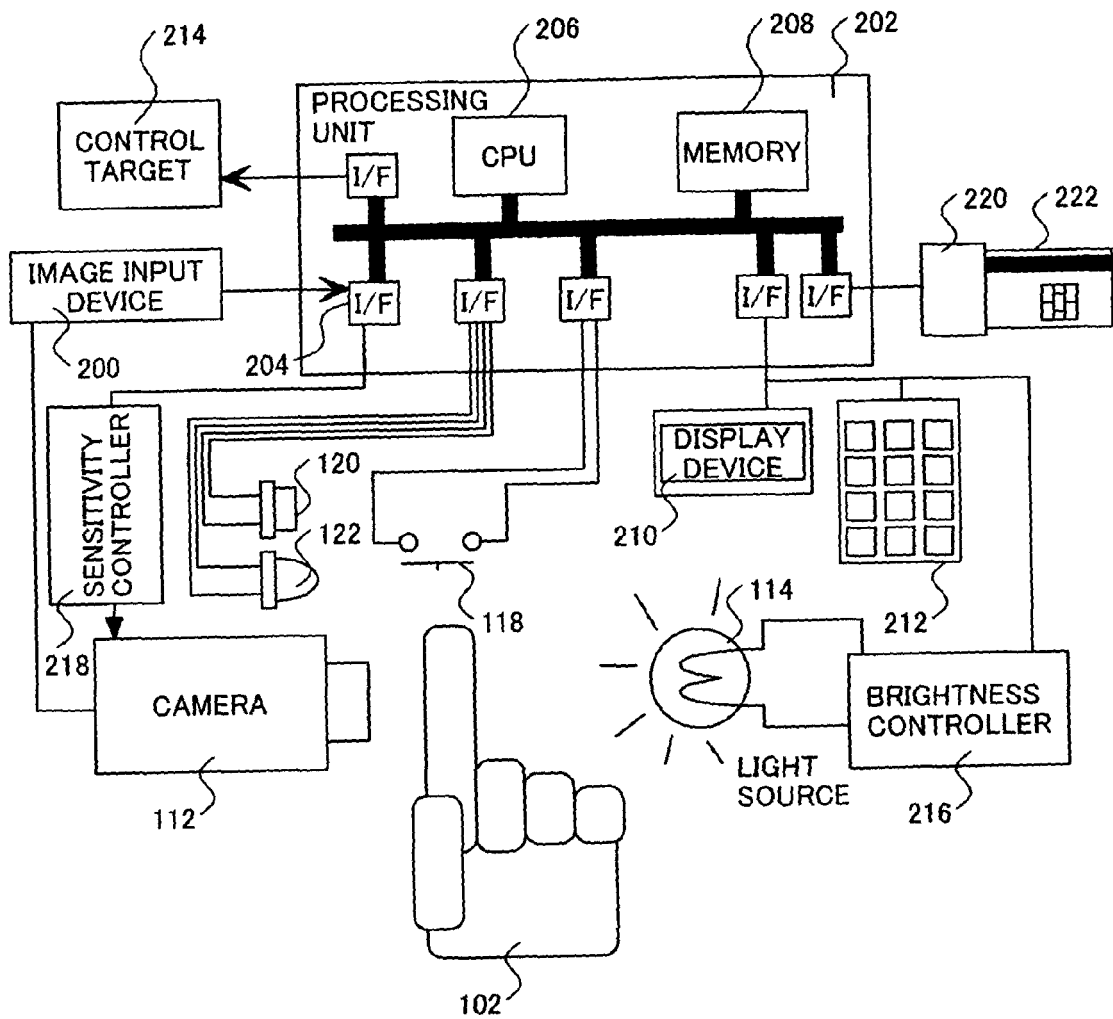 214
206
208
202
PROCESSING
UNIT
CONTROL
TARGET
CPU
MEMORY
I/F
220
222
IMAGE INPUT
DEVICE
I/F
I/F
I/F
I/F
I/F
200
204
SENSITIVITY
CONTROLLER
DISPLAY
DEVICE
120
122
210
118
114
212
218
CAMERA
BRIGHTNESS
CONTROLLER
LIGHT
SOURCE
112
216
102